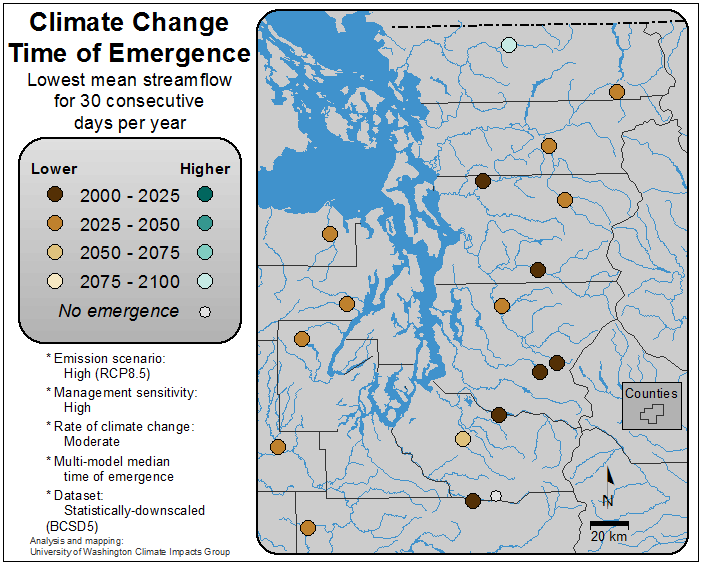 Climate Change
Time of Emergence
Lowest mean streamflow
for 30 consecutive
days per year
Lower Higher
2000 - 2025
2025 - 2050
2050 - 2075
2075 - 2100
No emergence
* Emission scenario:
High (RCP8.5)
* Management sensitivity:
High
* Rate of climate change:
Moderate
* Multi-model median
time of emergence
* Dataset:
Statistically-downscaled
(BCSD5)
Analysis and mapping:
University of Washington Climate Impacts Group
Counties
N
20 km